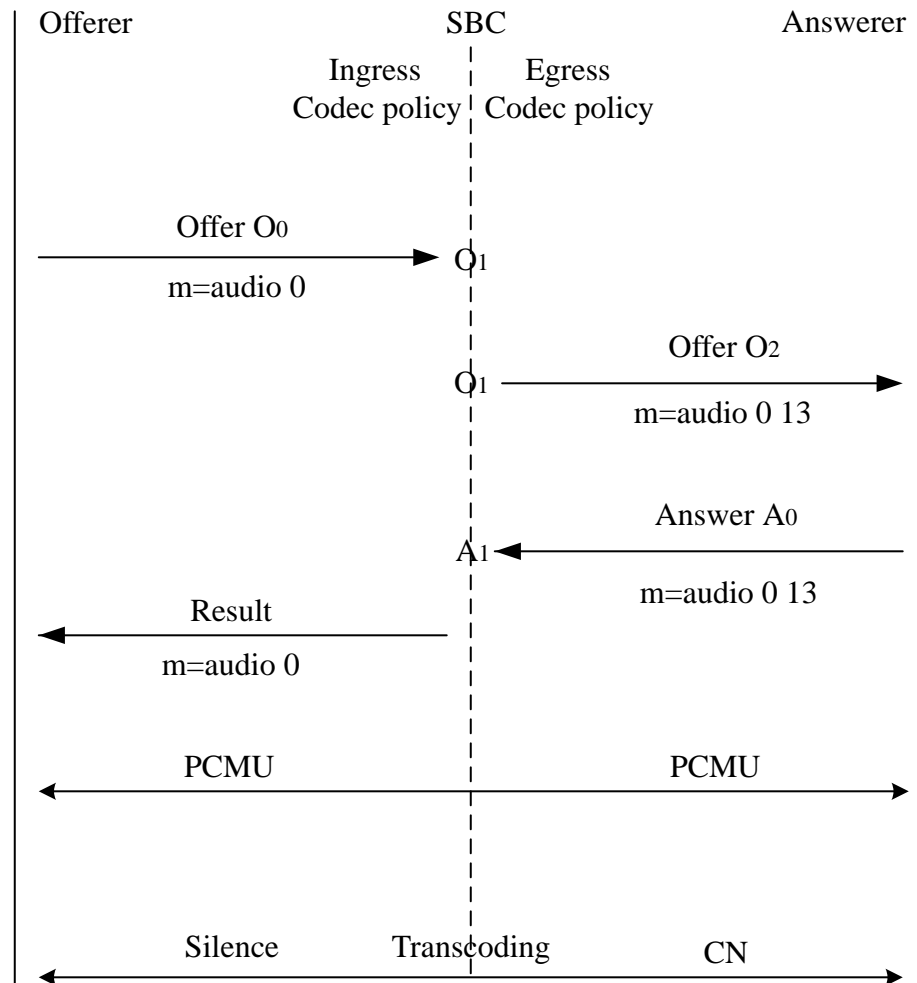 Offerer SBC Answerer
Ingress Egress
Codec policy Codec policy
Offer O0
O1
m=audio 0
Offer O2
O1
m=audio 0 13
Answer A0
A1
m=audio 0 13
Result
m=audio 0
PCMU PCMU
Silence Transcoding CN